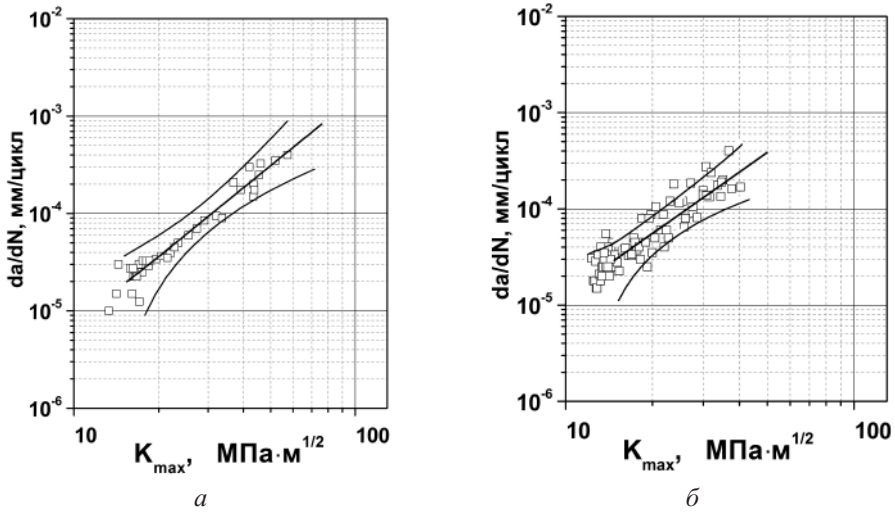 10⁻²
10⁻³
10⁻⁴
10⁻⁵
10⁻⁶
da/dN, мм/цикл
10
100
K_max, МПа·м^1/2
а
10⁻²
10⁻³
10⁻⁴
10⁻⁵
10⁻⁶
da/dN, мм/цикл
10
100
K_max, МПа·м^1/2
б